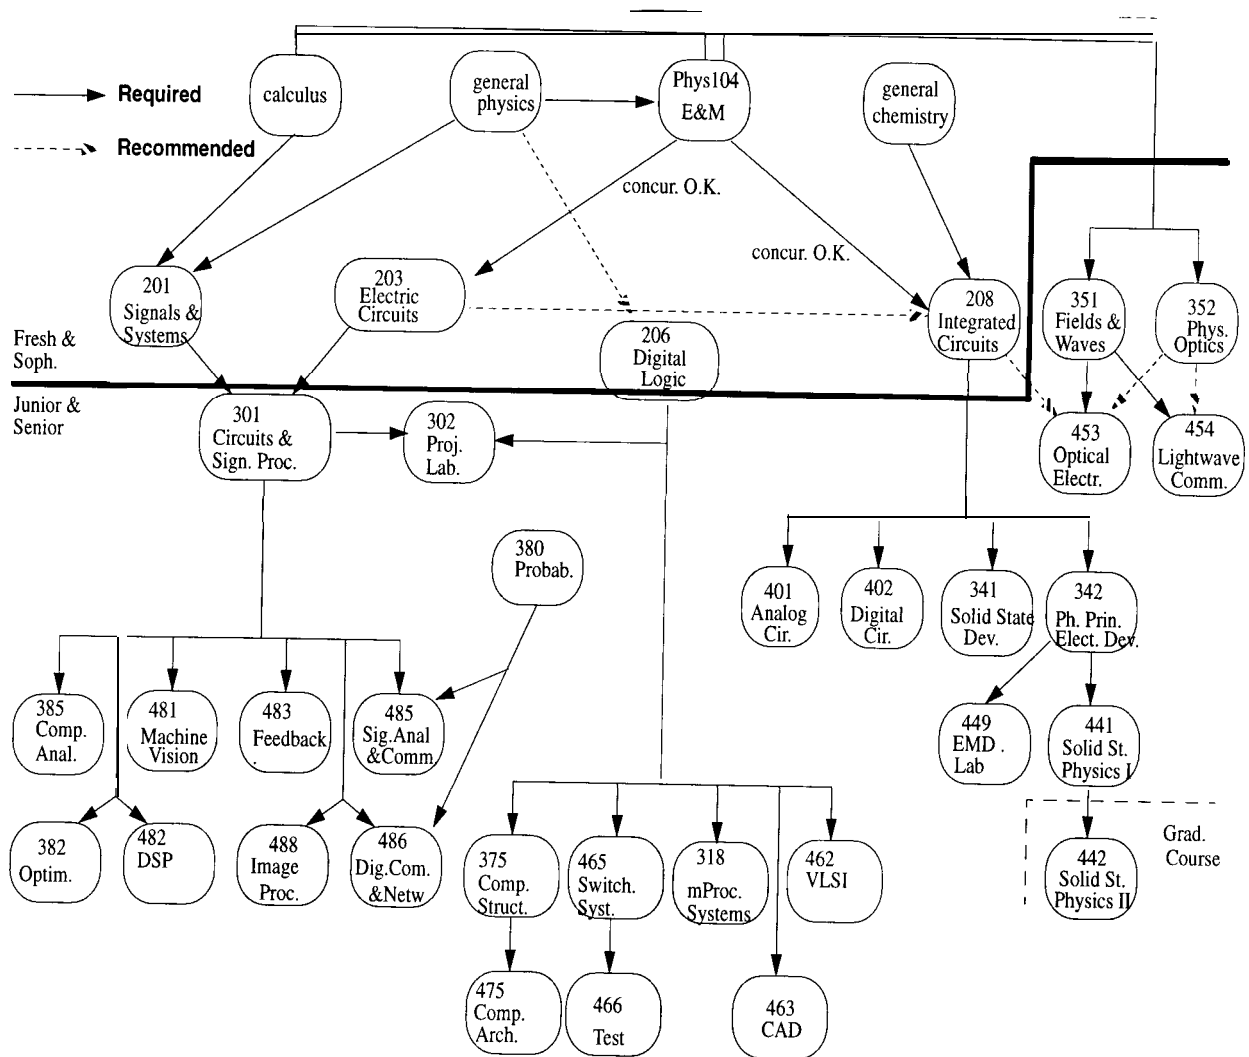 calculus
general
physics
Phys104
E&M
general
chemistry
Required
Recommended
concur. O.K.
concur. O.K.
201
Signals &
Systems
203
Electric
Circuits
206
Digital
Logic
208
Integrated
Circuits
351
Fields &
Waves
352
Phys.
Optics
Fresh &
Soph.
Junior &
Senior
301
Circuits &
Sign. Proc.
302
Proj.
Lab.
453
Optical
Electr.
454
Lightwave
Comm.
380
Probab.
401
Analog
Cir.
402
Digital
Cir.
341
Solid State
Dev.
342
Ph. Prin.
Elect. Dev.
385
Comp.
Anal.
481
Machine
Vision
483
Feedback
485
Sig.Anal
&Comm.
449
EMD .
Lab
441
Solid St.
Physics I
382
Optim.
482
DSP
488
Image
Proc.
486
Dig.Com.
&Netw
375
Comp.
Struct.
465
Switch.
Syst.
318
mProc.
Systems
462
VLSI
442
Solid St.
Physics II
Grad.
Course
475
Comp.
Arch.
466
Test
463
CAD